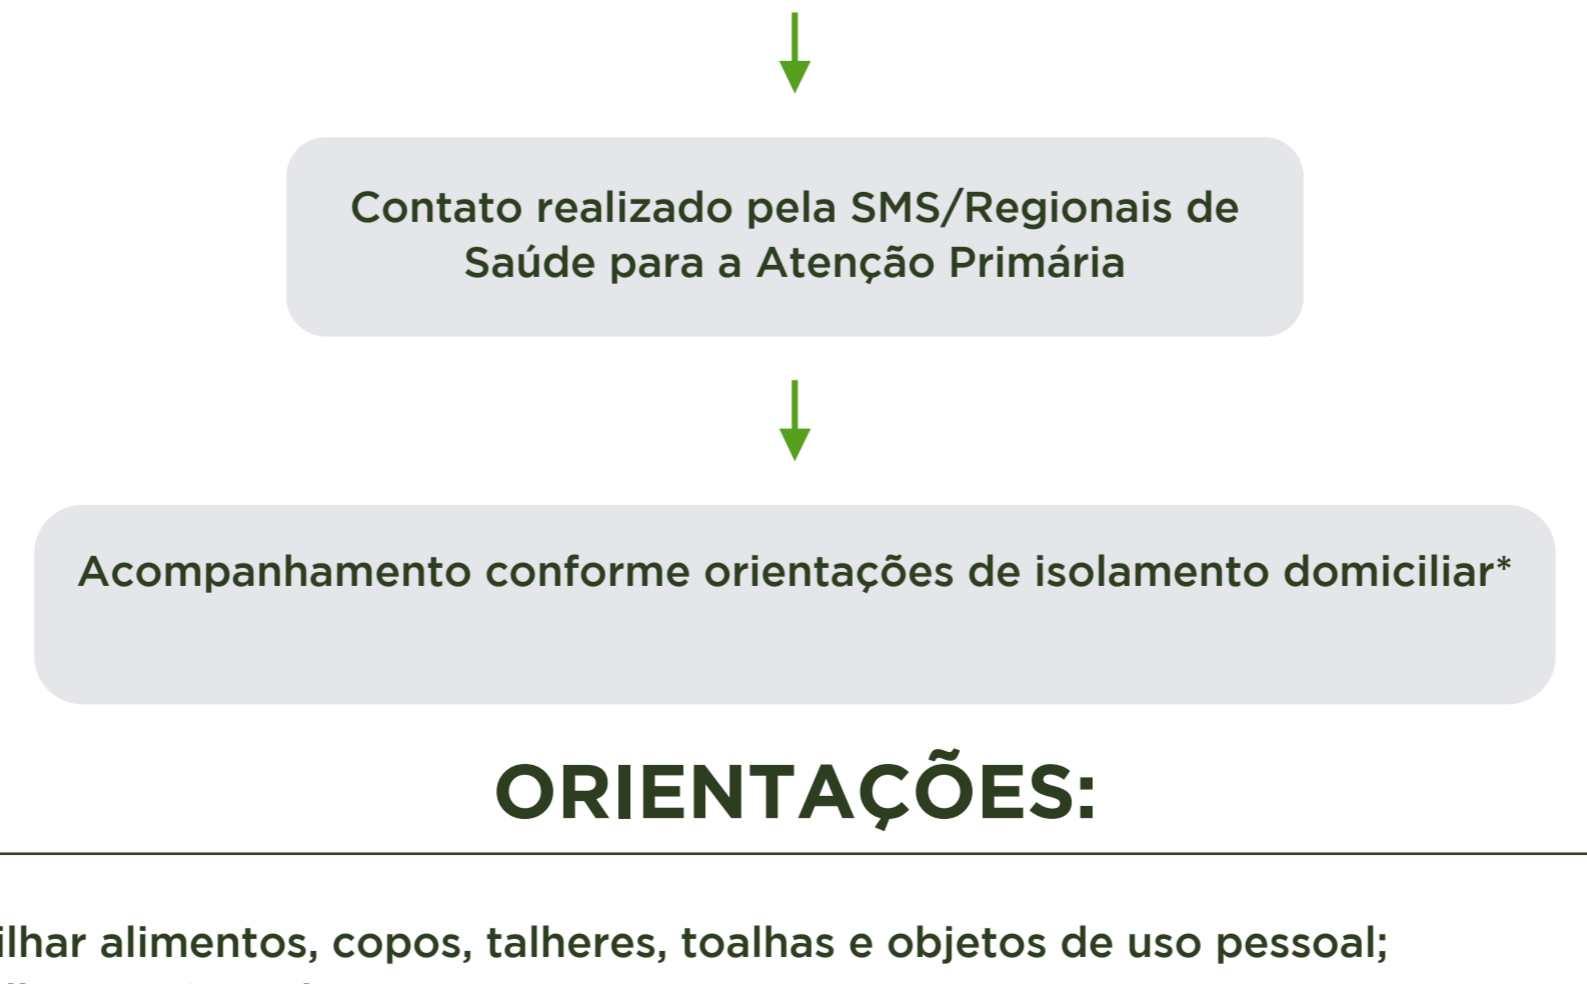 Contato realizado pela SMS/Regionais de
Saúde para a Atenção Primária
Acompanhamento conforme orientações de isolamento domiciliar*
ORIENTAÇÕES:
ilhar alimentos, copos, talheres, toalhas e objetos de uso pessoal;